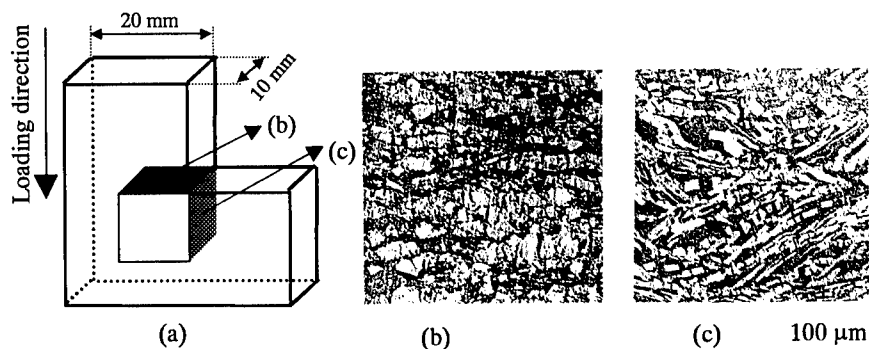 20 mm
10 mm
Loading direction
(b)
(c)
(a)
(b)
(c)
100 μm